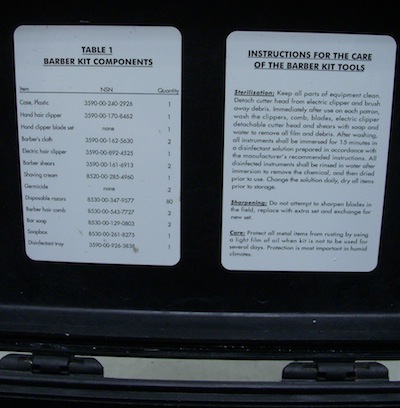 TABLE 1
BARBER KIT COMPONENTS
Item NSN Quantity
Case, Plastic 3590-00-240-2926 1
Hand hair clipper 3590-00-170-8462 1
Hand clipper blade set none 1
Barber's cloth 3590-00-162-5630 2
Electric hair clipper 3590-00-892-4525 1
Barber shears 3590-00-161-6913 2
Shaving cream 8520-00-285-4960 1
Germicide none 2
Disposable razors 8530-00-347-9577 60
Barber hair comb 8530-00-543-7727 2
Bar soap 8530-00-129-0803 2
Soapbox 8530-00-261-8275 1
Disinfectant tray 3590-00-926-3838 1
INSTRUCTIONS FOR THE CARE
OF THE BARBER KIT TOOLS
Sterilization: Keep all parts of equipment clean.
Detach cutter head from electric clipper and brush
away debris. Immediately after use on each patron,
wash the clippers, comb, blades, electric clipper
detachable cutter head and shears with soap and
water to remove all film and debris. After washing,
all instruments shall be immersed for 15 minutes in
disinfectant solution prepared in accordance with
the manufacturer's recommended instructions. All
disinfected instruments shall be rinsed in water after
immersion to remove the chemical, and then dried
prior to use. Change the solution daily, dry all items
prior to storage.
Sharpening: Do not attempt to sharpen blades in
the field, replace with extra set and exchange for
new set.
Care: Protect all metal items from rusting by using
a light film of oil when kit is not to be used for
several days. Protection is most important in humid
climates.